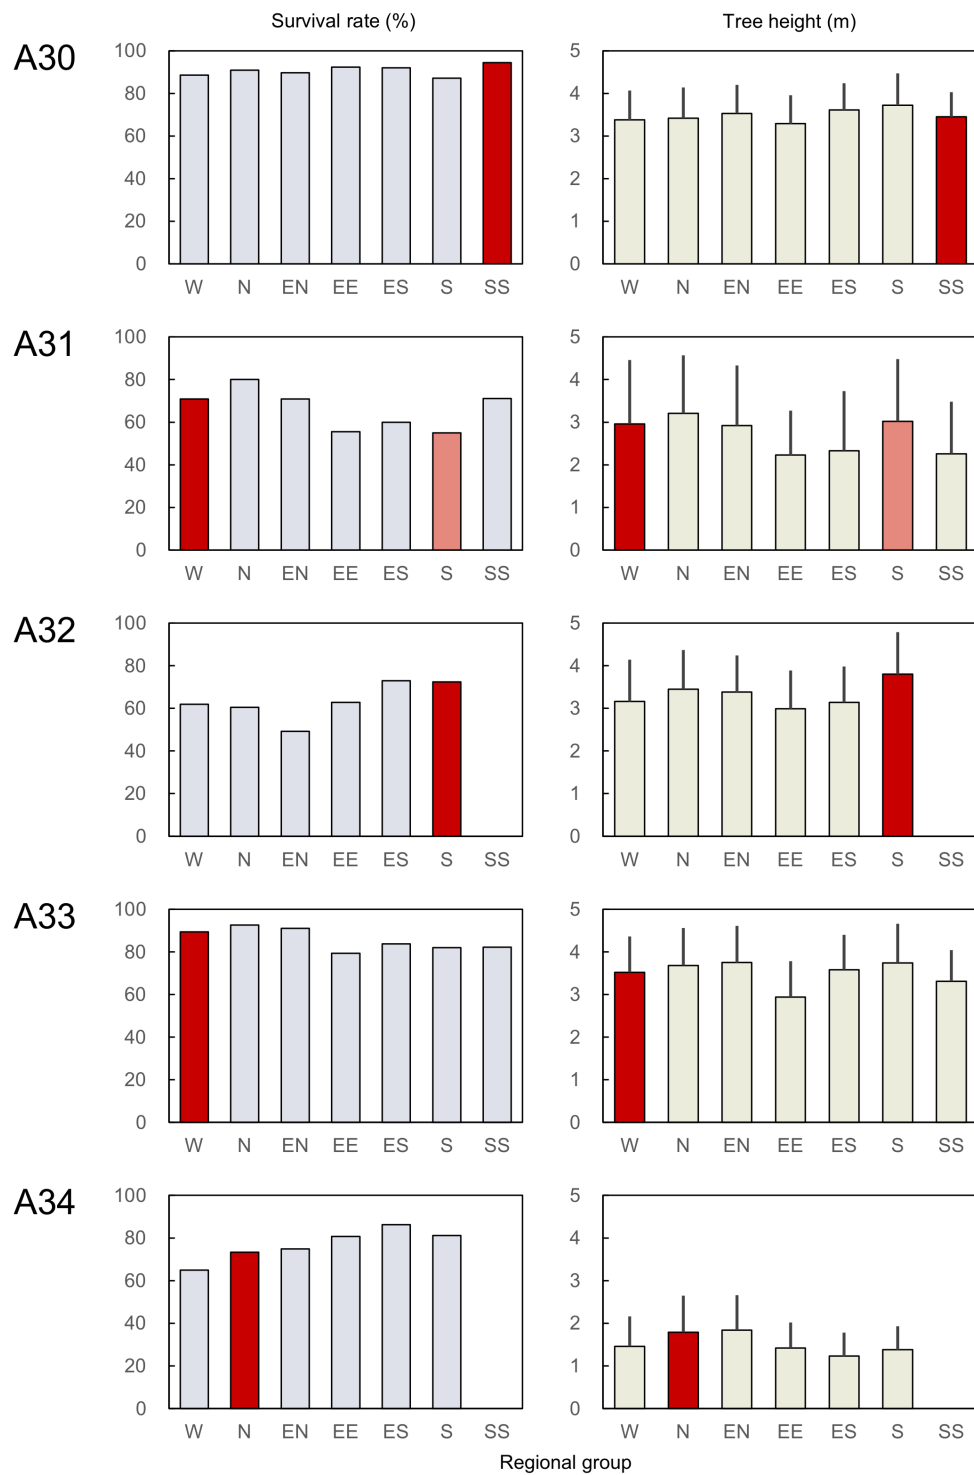 Survival rate (%) Tree height (m)
A30
100 80 60 40 20 0
W N EN EE ES S SS
5 4 3 2 1 0
W N EN EE ES S SS
A31
100 80 60 40 20 0
W N EN EE ES S SS
5 4 3 2 1 0
W N EN EE ES S SS
A32
100 80 60 40 20 0
W N EN EE ES S SS
5 4 3 2 1 0
W N EN EE ES S SS
A33
100 80 60 40 20 0
W N EN EE ES S SS
5 4 3 2 1 0
W N EN EE ES S SS
A34
100 80 60 40 20 0
W N EN EE ES S SS
5 4 3 2 1 0
W N EN EE ES S SS
Regional group